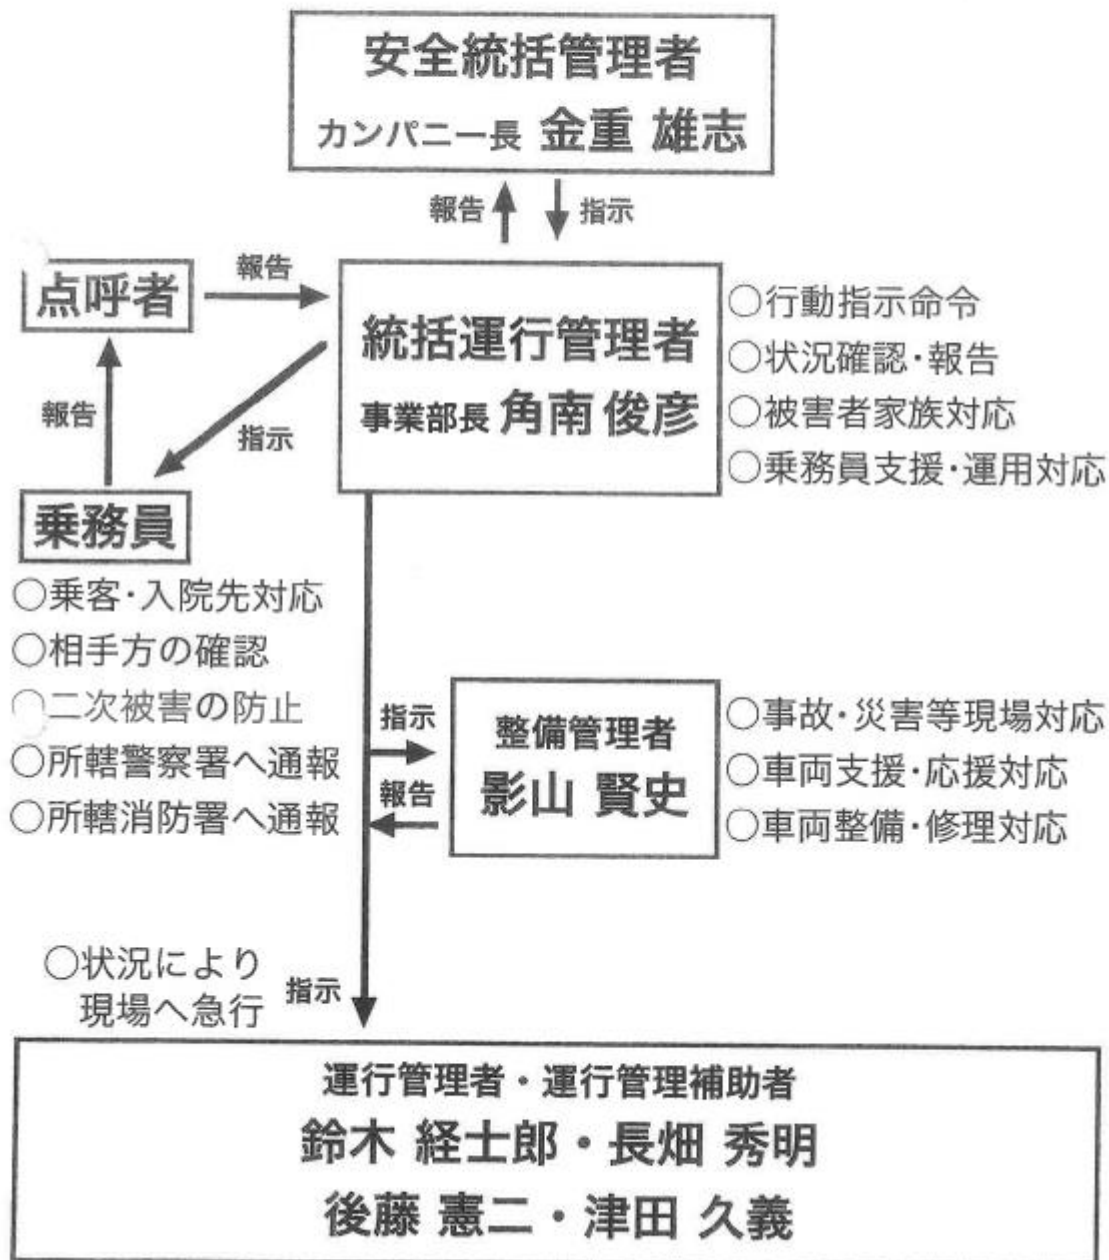 安全統括管理者
カンパニー長 金重 雄志
報告
指示
点呼者
報告
統括運行管理者
事業部長 角南 俊彦
○行動指示命令
○状況確認・報告
○被害者家族対応
○乗務員支援・運用対応
報告
指示
乗務員
○乗客・入院先対応
○相手方の確認
○二次被害の防止
○所轄警察署へ通報
○所轄消防署へ通報
指示
報告
整備管理者
影山 賢史
○事故・災害等現場対応
○車両支援・応援対応
○車両整備・修理対応
○状況により
現場へ急行
指示
運行管理者・運行管理補助者
鈴木 経士郎・長畑 秀明
後藤 憲二・津田 久義